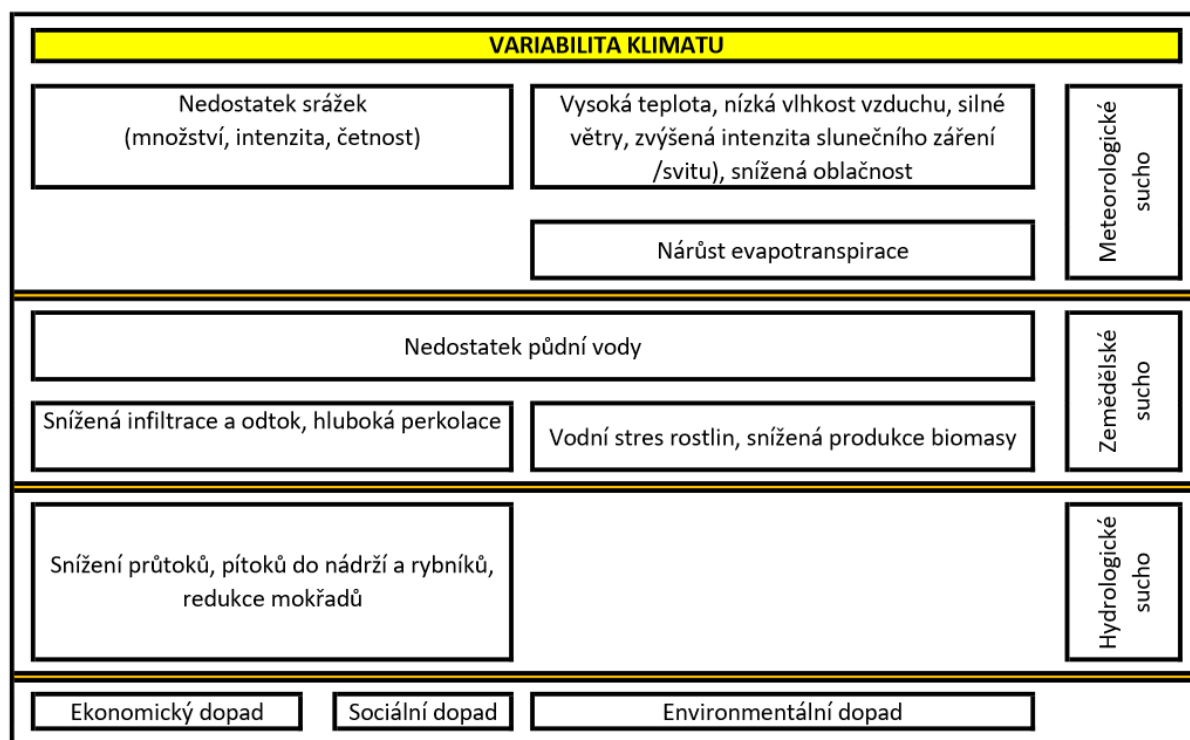 VARIABILITA KLIMATU
Nedostatek srážek
(množství, intenzita, četnost)
Vysoká teplota, nízká vlhkost vzduchu, silné
větry, zvýšená intenzita slunečního záření
/svitu), snížená oblačnost
Nárůst evapotranspirace
Meteorologické
sucho
Nedostatek půdní vody
Snížená infiltrace a odtok, hluboká perkolace
Vodní stres rostlin, snížená produkce biomasy
Zemědělské
sucho
Snížení průtoků, pítoků do nádrží a rybníků,
redukce mokřadů
Hydrologické
sucho
Ekonomický dopad
Sociální dopad
Environmentální dopad